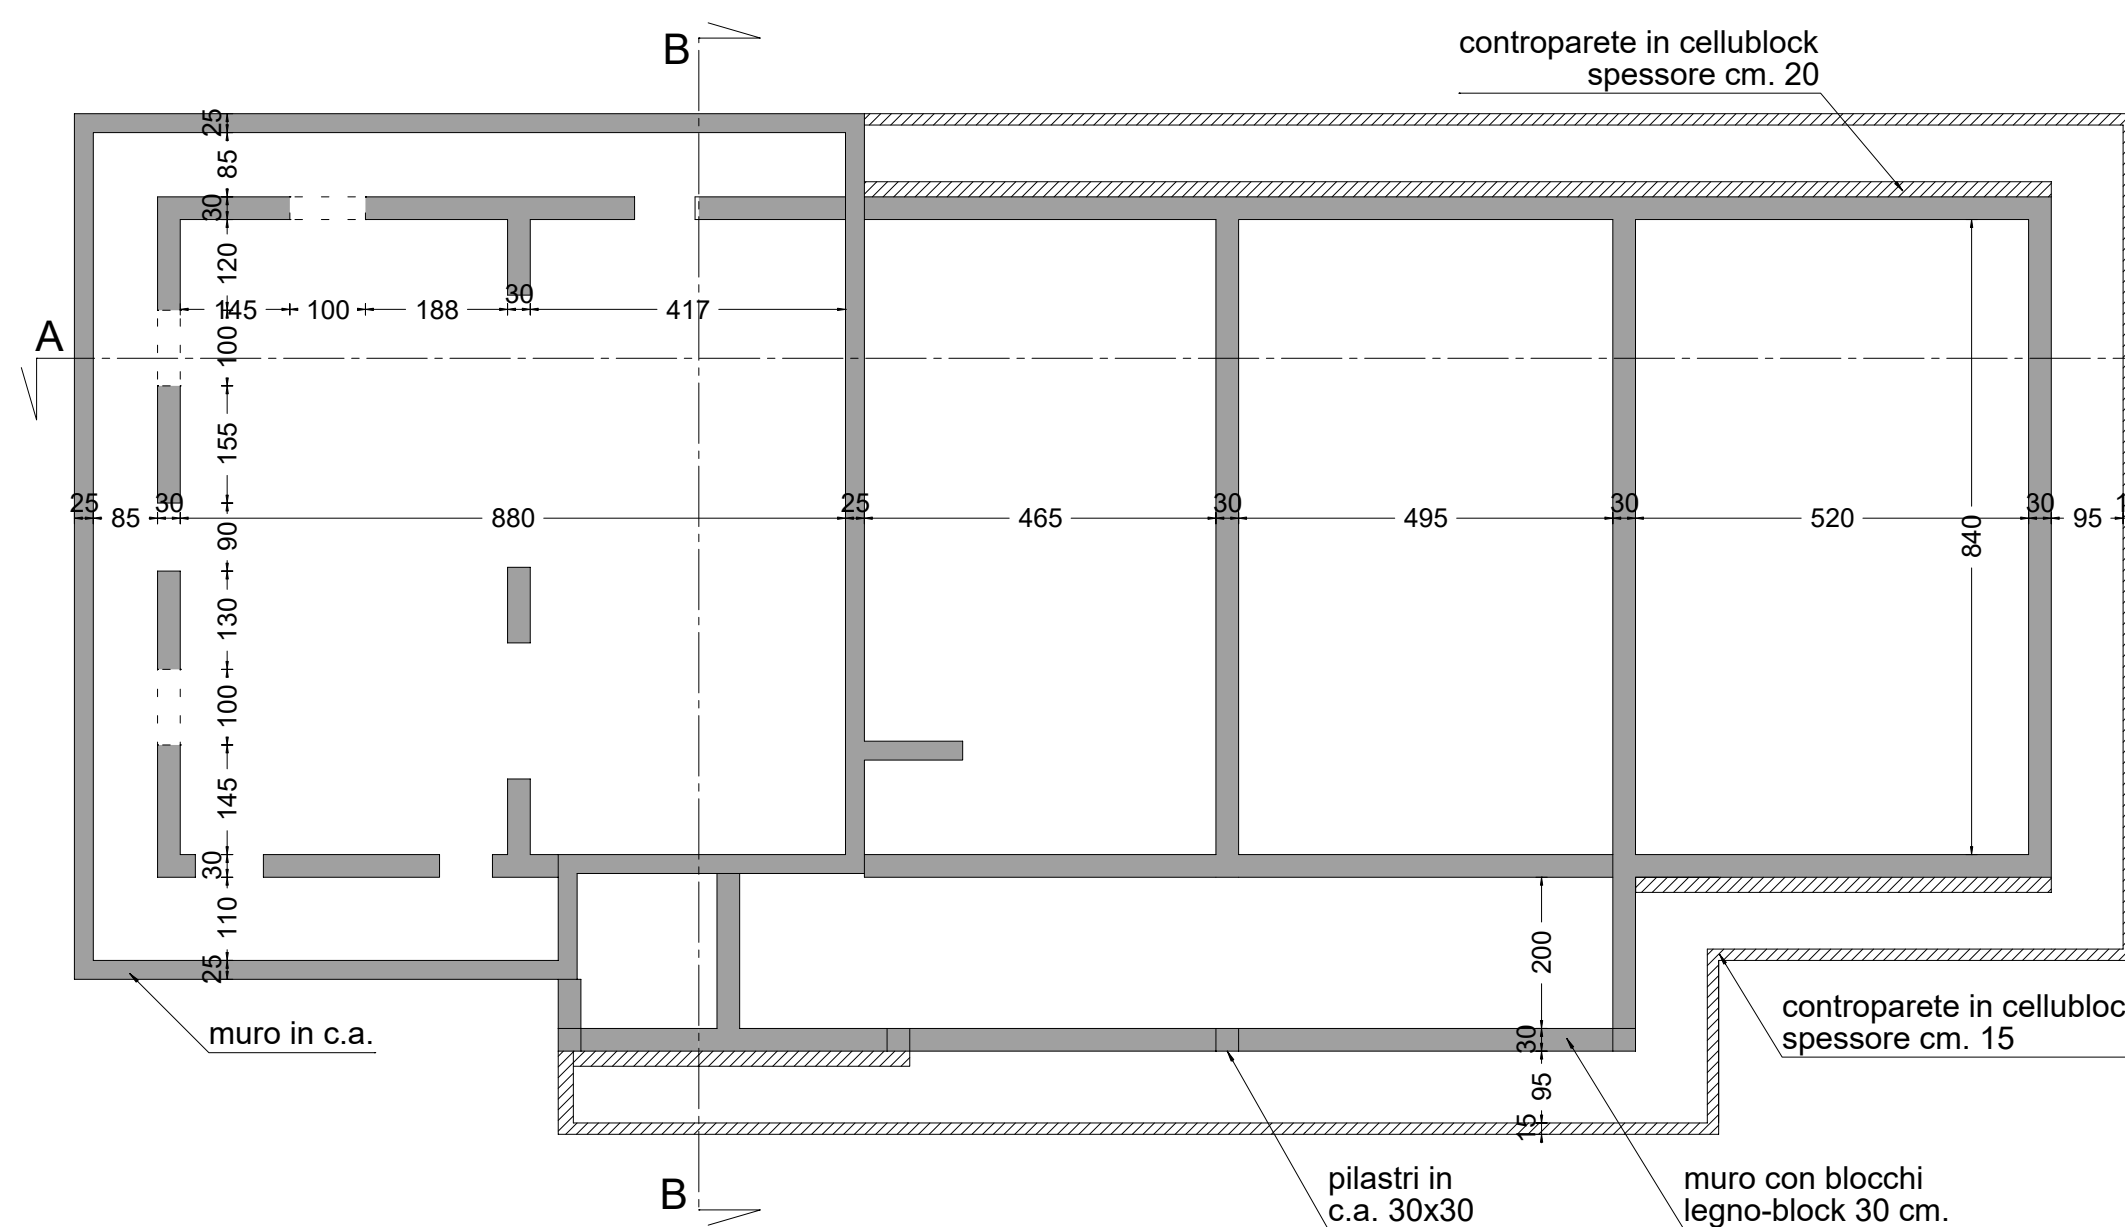 B
controparete in cellublock
spessore cm. 20
25
85
30
120
145 100 188 30 417
A
100
155
25 85 30 880 25 465 30 495 30 520 30 95 1
90
840
130
100
145
30
110
25
200
muro in c.a.
controparete in cellubloc
spessore cm. 15
30
95
15
B
pilastri in
c.a. 30x30
muro con blocchi
legno-block 30 cm.